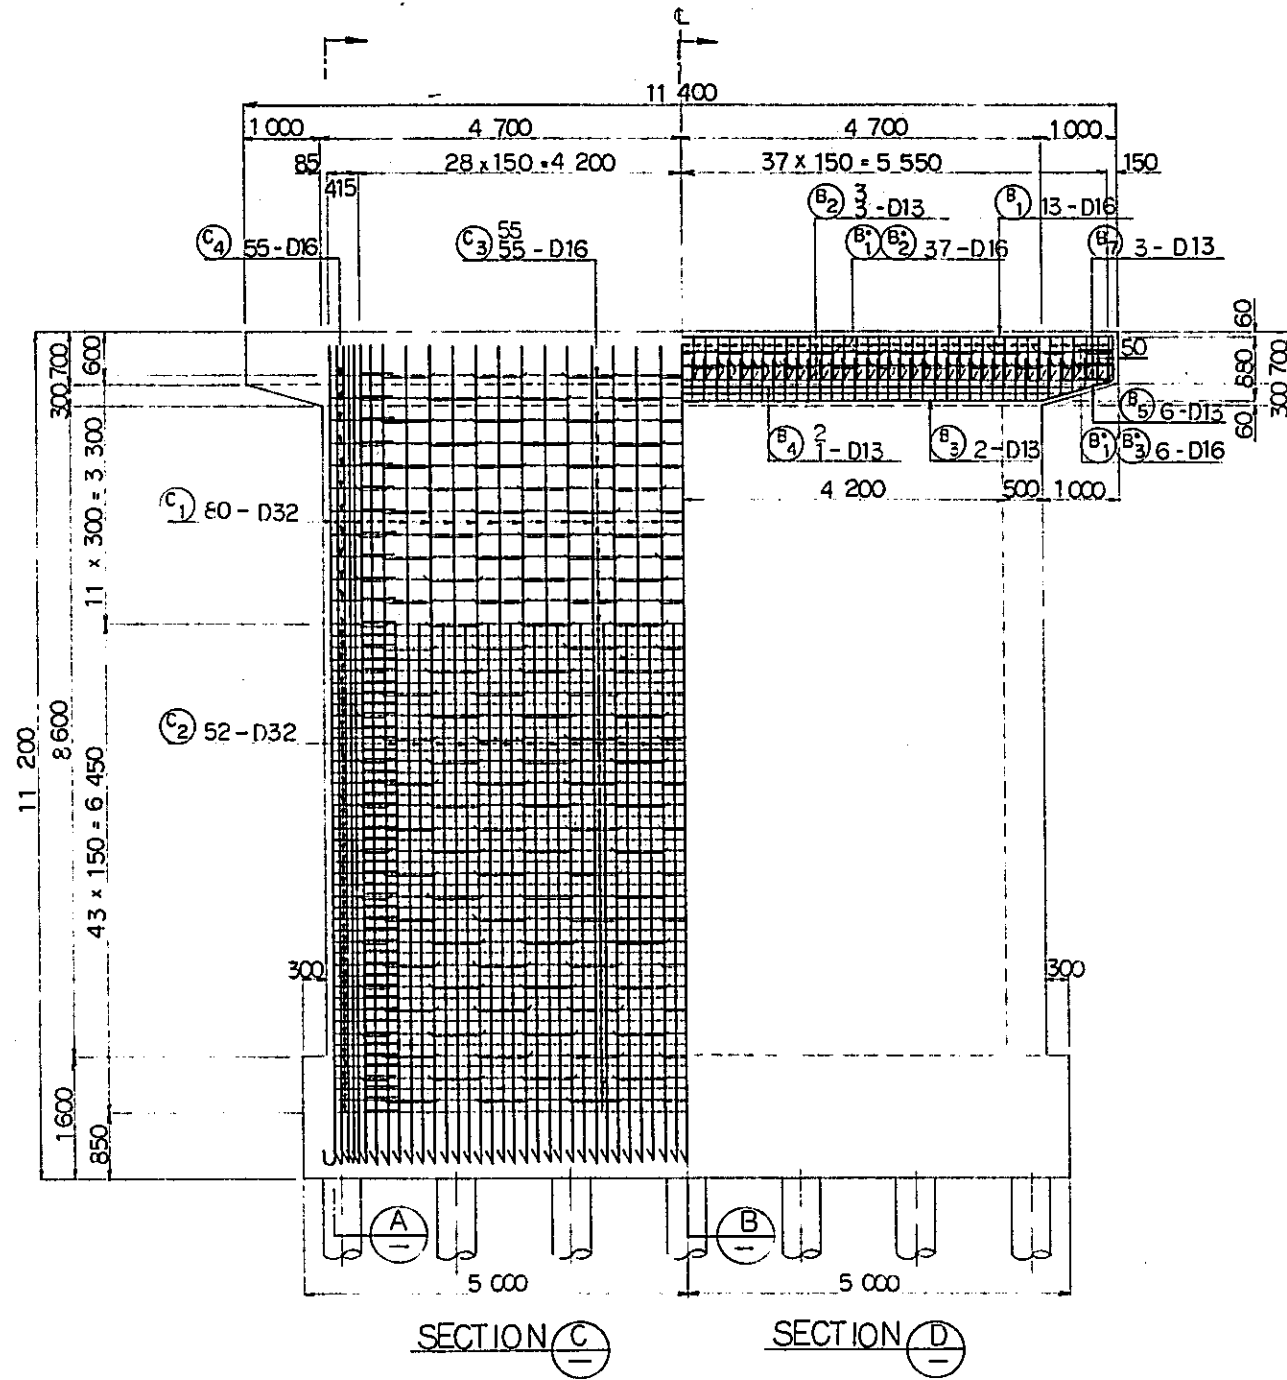 ℄
11 400
1 000 4 700 4 700 1 000
85 28 x 150 = 4 200 37 x 150 = 5 550 150
415
B2 3 3 - D13
B1 13 - D16
C4 55 - D16
C3 55 55 - D16
B'1 B'2 37 - D16
B17 3 - D13
60
600
300 700
50
880
300 700
60
B5 6 - D13
B4 2 1 - D13
B3 2 - D13
B'1 B'3 6 - D16
4 200 500 1 000
C1 80 - D32
11 x 300 = 3 300
C2 52 - D32
11 200
8 600
43 x 150 = 6 450
300 300
1 600
850
A
B
5 000 5 000
SECTION C
SECTION D